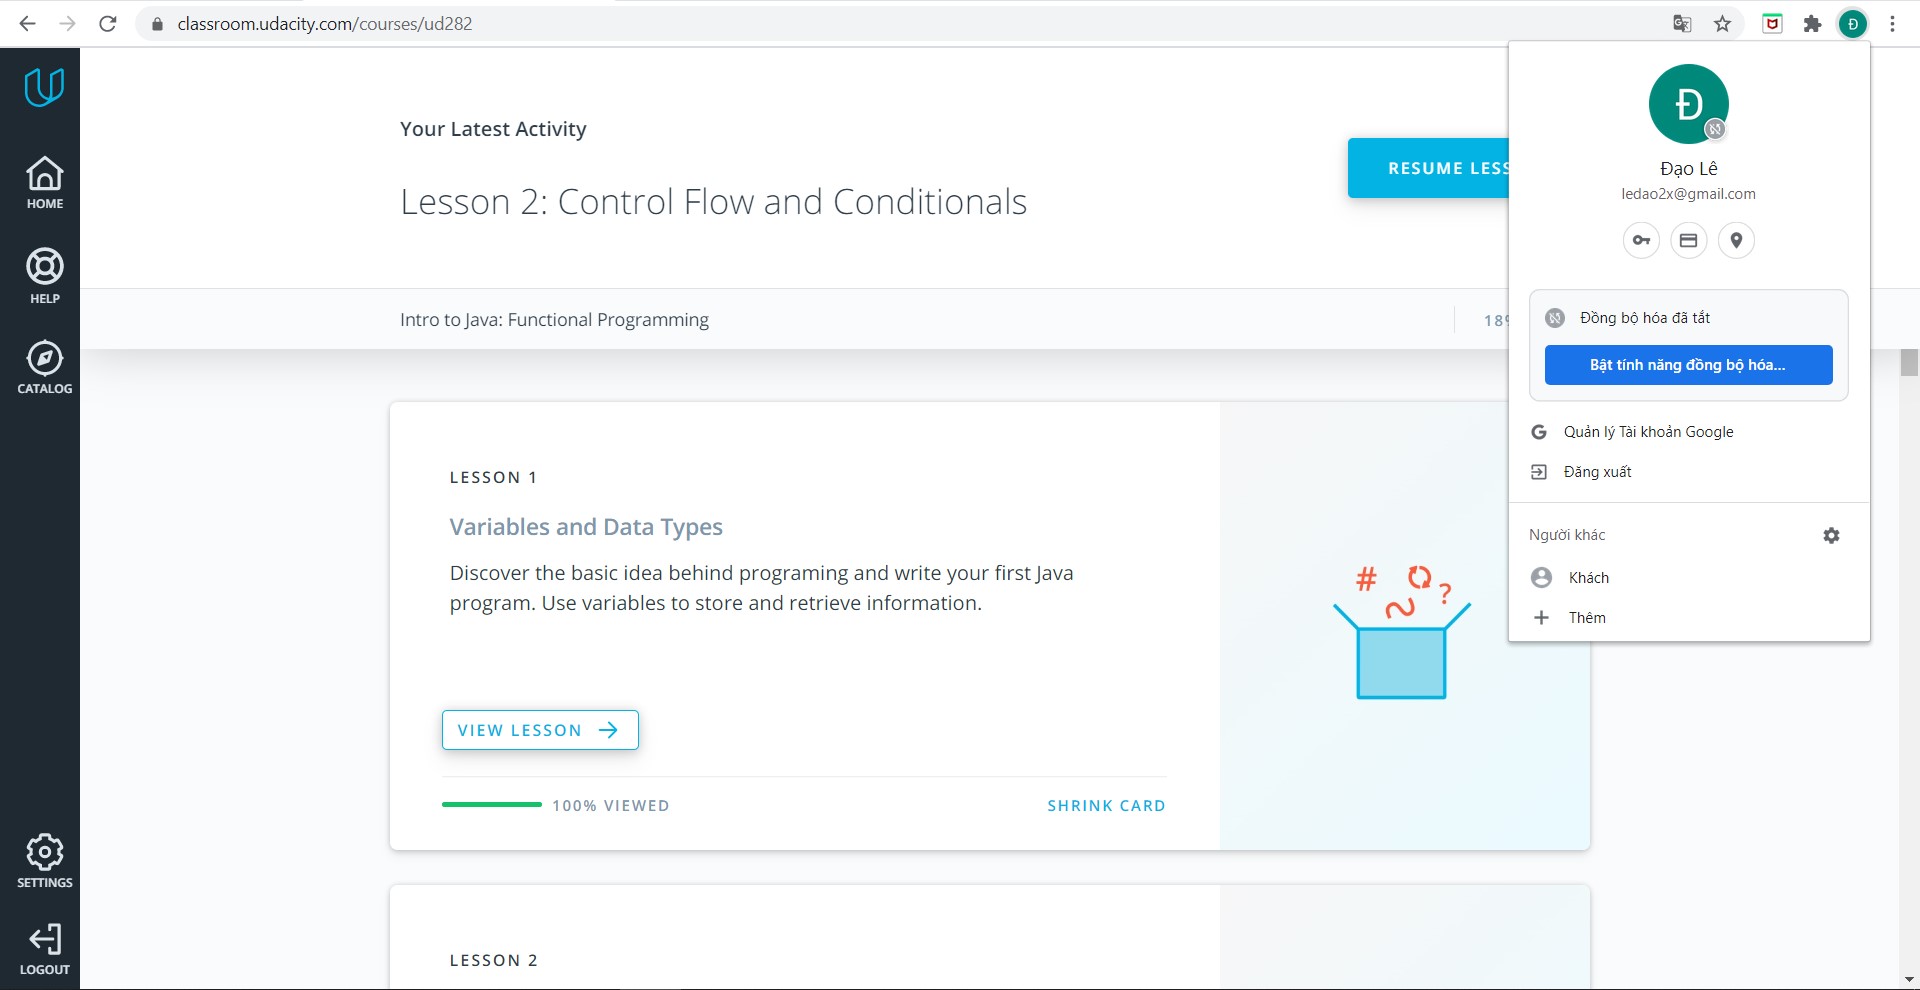 classroom.udacity.com/courses/ud282
Đ
HOME
HELP
CATALOG
SETTINGS
LOGOUT
Your Latest Activity
Lesson 2: Control Flow and Conditionals
RESUME
Intro to Java: Functional Programming
LESSON 1
Variables and Data Types
Discover the basic idea behind programing and write your first Java
program. Use variables to store and retrieve information.
VIEW LESSON
100% VIEWED
SHRINK CARD
# ?
LESSON 2
Đ
Đạo Lê
ledao2x@gmail.com
Đồng bộ hóa đã tắt
Bật tính năng đồng bộ hóa...
G Quản lý Tài khoản Google
Đăng xuất
Người khác
Khách
Thêm